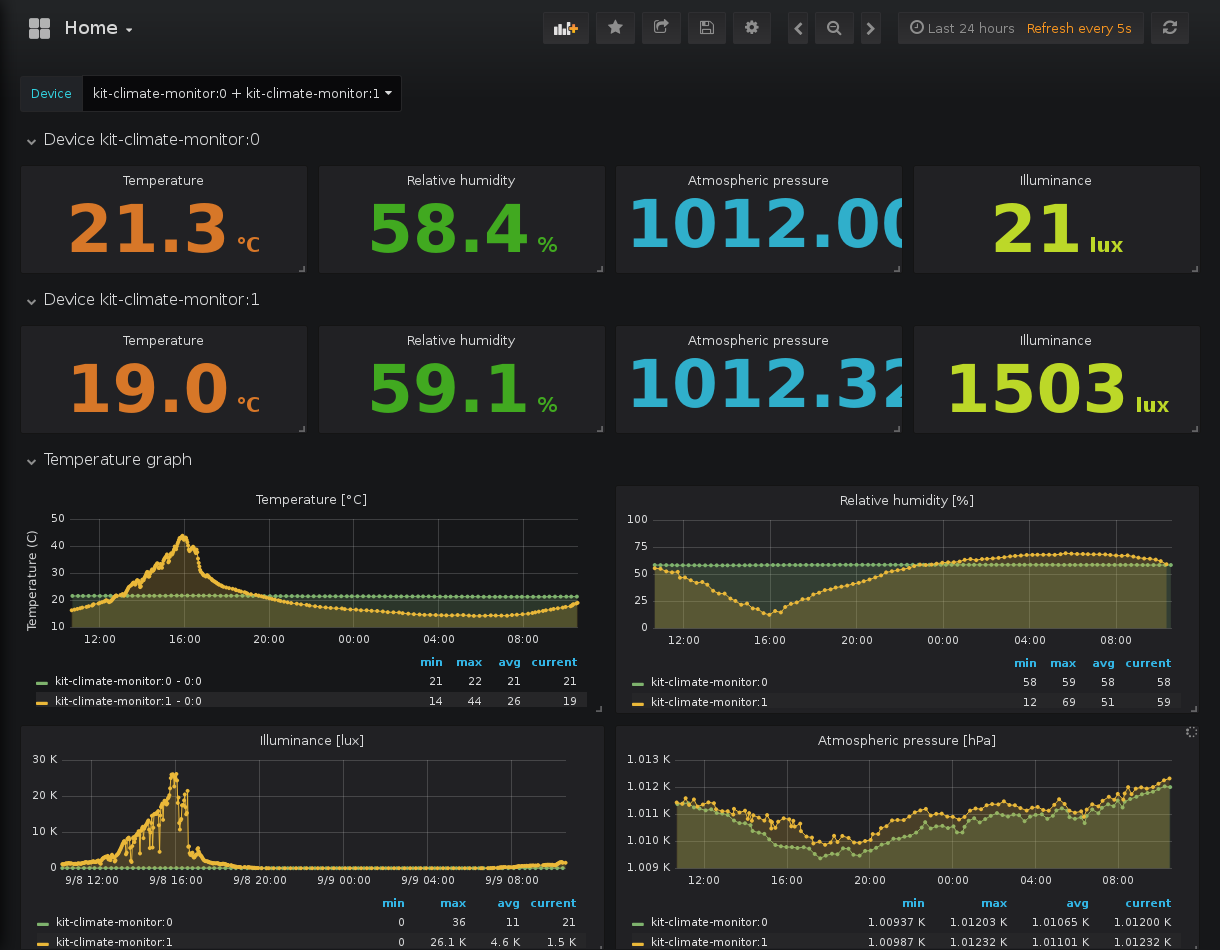 Home
Last 24 hours Refresh every 5s
Device kit-climate-monitor:0 + kit-climate-monitor:1
Device kit-climate-monitor:0
Temperature Relative humidity Atmospheric pressure Illuminance
21.3 °C 58.4 % 1012.00 21 lux
Device kit-climate-monitor:1
Temperature Relative humidity Atmospheric pressure Illuminance
19.0 °C 59.1 % 1012.32 1503 lux
Temperature graph
Temperature [°C]
Temperature (C)
50
40
30
20
10
12:00 16:00 20:00 00:00 04:00 08:00
min max avg current
kit-climate-monitor:0 - 0:0 21 22 21 21
kit-climate-monitor:1 - 0:0 14 44 26 19
Relative humidity [%]
100
75
50
25
0
12:00 16:00 20:00 00:00 04:00 08:00
min max avg current
kit-climate-monitor:0 58 59 58 58
kit-climate-monitor:1 12 69 51 59
Illuminance [lux]
30 K
20 K
10 K
0
9/8 12:00 9/8 16:00 9/8 20:00 9/9 00:00 9/9 04:00 9/9 08:00
min max avg current
kit-climate-monitor:0 0 36 11 21
kit-climate-monitor:1 0 26.1 K 4.6 K 1.5 K
Atmospheric pressure [hPa]
1.013 K
1.012 K
1.011 K
1.010 K
1.009 K
12:00 16:00 20:00 00:00 04:00 08:00
min max avg current
kit-climate-monitor:0 1.00937 K 1.01203 K 1.01065 K 1.01200 K
kit-climate-monitor:1 1.00987 K 1.01232 K 1.01101 K 1.01232 K